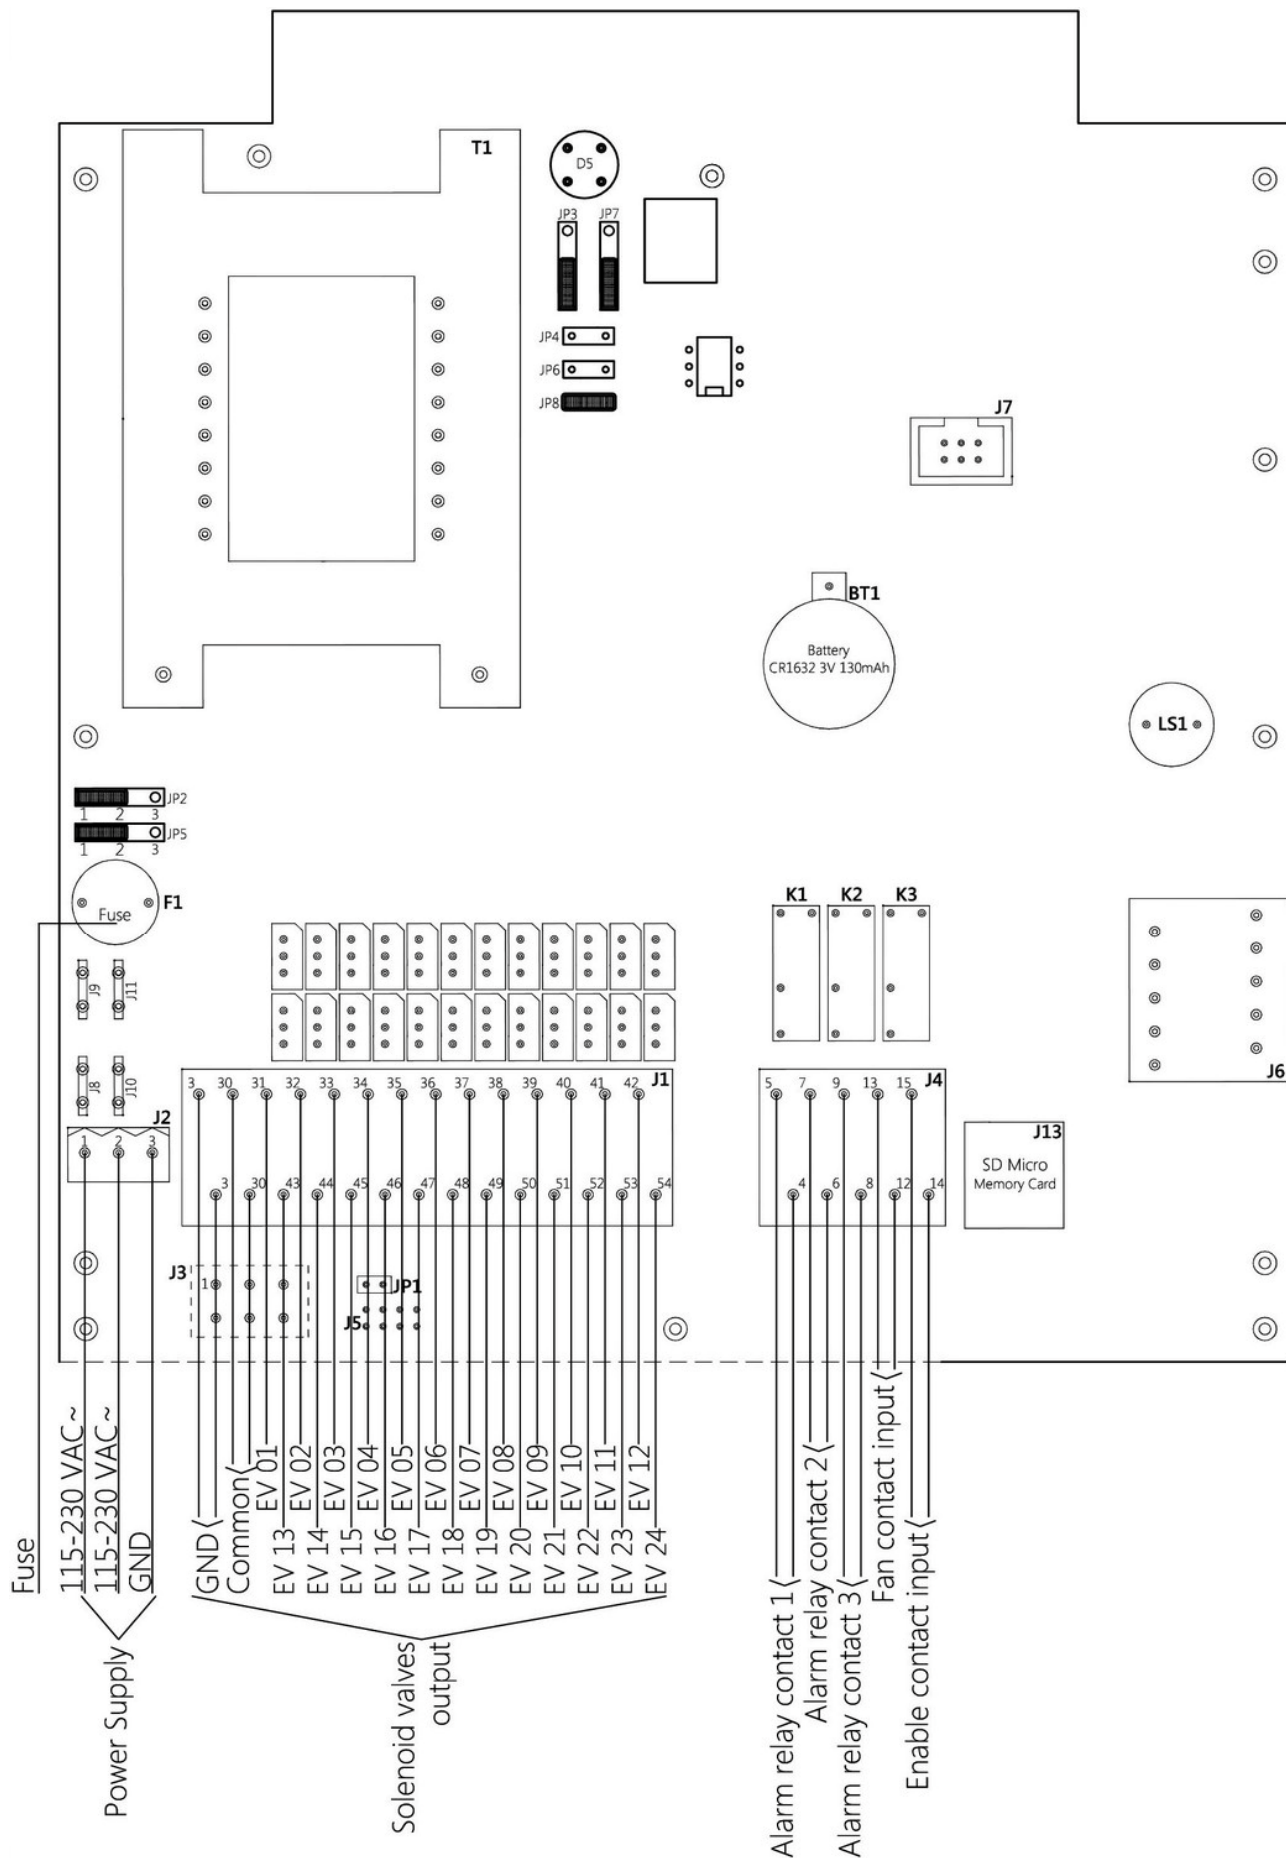 T1
D5
JP3
JP7
JP4
JP6
JP8
J7
BT1
Battery
CR1632 3V 130mAh
LS1
JP2
1 2 3
JP5
1 2 3
F1
Fuse
K1 K2 K3
J9 J11
J8 J10
J6
J2
1 2 3
3 30 31 32 33 34 35 36 37 38 39 40 41 42
J1
3 30 43 44 45 46 47 48 49 50 51 52 53 54
5 7 9 13 15
J4
4 6 8 12 14
J13
SD Micro
Memory Card
J3
1
JP1
J5
Fuse
115-230 VAC~
115-230 VAC~
GND
Power Supply
GND
Common
EV 01
EV 13
EV 02
EV 14
EV 03
EV 15
EV 04
EV 16
EV 05
EV 17
EV 06
EV 18
EV 07
EV 19
EV 08
EV 20
EV 09
EV 21
EV 10
EV 22
EV 11
EV 23
EV 12
EV 24
Solenoid valves
output
Alarm relay contact 1
Alarm relay contact 2
Alarm relay contact 3
Fan contact input
Enable contact input